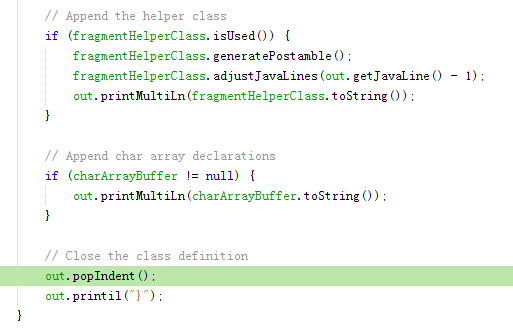 // Append the helper class
if (fragmentHelperClass.isUsed()) {
fragmentHelperClass.generatePostamble();
fragmentHelperClass.adjustJavaLines(out.getJavaLine() - 1);
out.printMultiLn(fragmentHelperClass.toString());
}
// Append char array declarations
if (charArrayBuffer != null) {
out.printMultiLn(charArrayBuffer.toString());
}
// Close the class definition
out.popIndent();
out.printil("}");
}